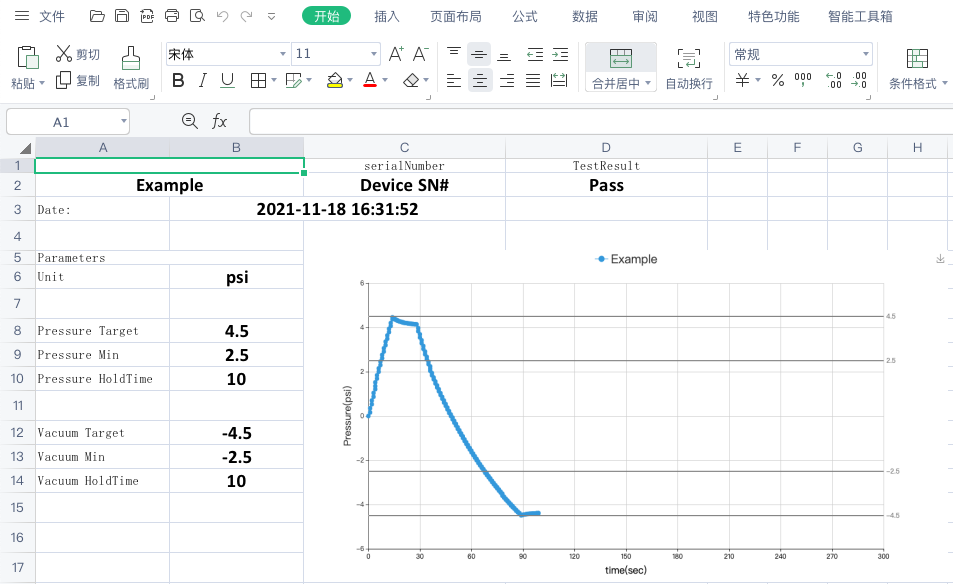 文件 开始 插入 页面布局 公式 数据 审阅 视图 特色功能 智能工具箱
粘贴 剪切 复制 格式刷 宋体 11 A+ A- 合并居中 自动换行 常规 条件格式
B I U A ￥ % 000 ←.0 .00 .00 →.0
A1 fx
A B C D E F G H
1 serialNumber TestResult
2 Example Device SN# Pass
3 Date: 2021-11-18 16:31:52
4
5 Parameters
6 Unit psi
7
8 Pressure Target 4.5
9 Pressure Min 2.5
10 Pressure HoldTime 10
11
12 Vacuum Target -4.5
13 Vacuum Min -2.5
14 Vacuum HoldTime 10
15
16
17
Example
6
4.5
4
2.5
2
0
-2
-2.5
-4
-4.5
-6
Pressure(psi)
0 30 60 90 120 150 180 210 240 270 300
time(sec)